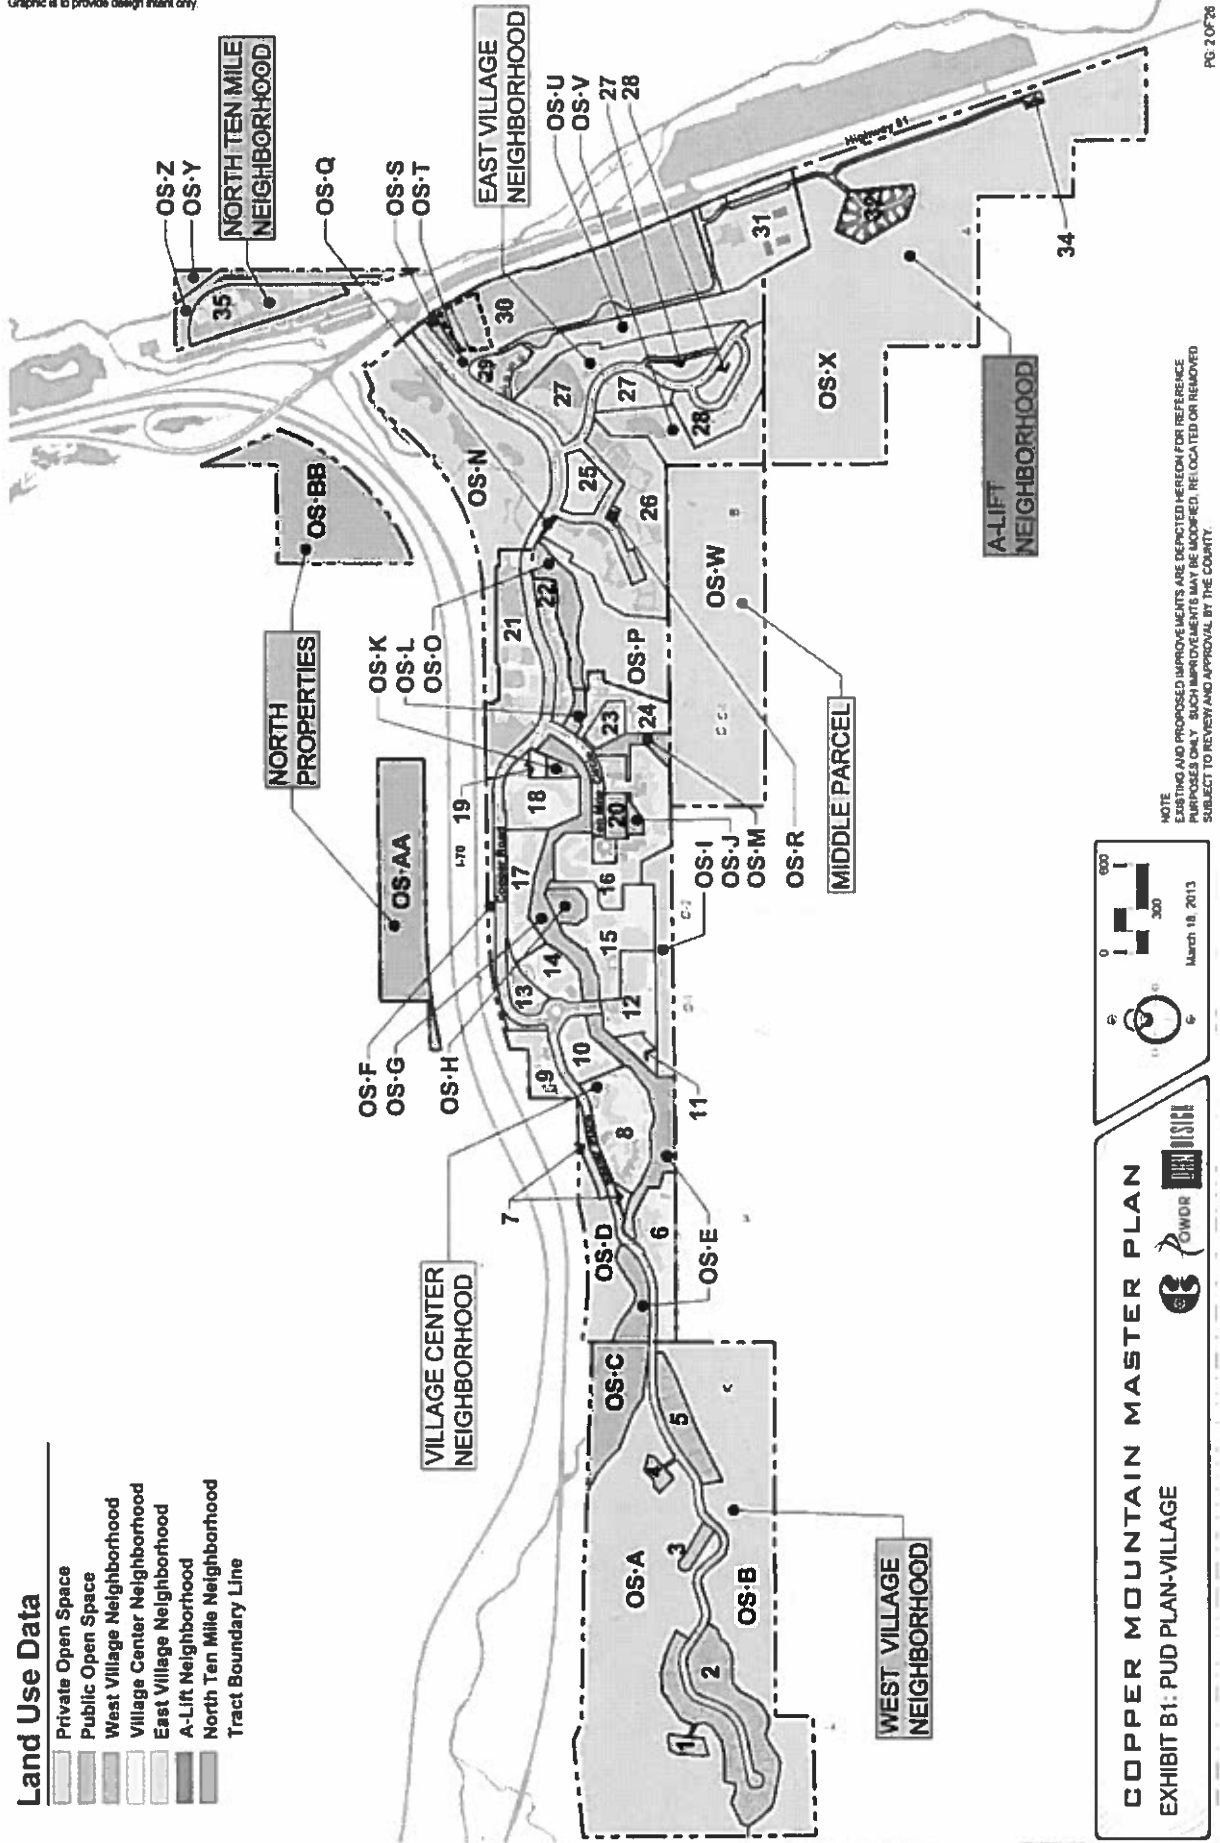 Graphic is to provide design intent only.
Land Use Data
Private Open Space
Public Open Space
West Village Neighborhood
Village Center Neighborhood
East Village Neighborhood
A-Lift Neighborhood
North Ten Mile Neighborhood
Tract Boundary Line
OS-Z
OS-Y
NORTH TEN MILE
NEIGHBORHOOD
35
OS-Q
OS-S
OS-T
EAST VILLAGE
NEIGHBORHOOD
OS-U
OS-V
27
28
Highway 91
NORTH
PROPERTIES
OS-BB
OS-AA
I-70
OS-K
OS-L
OS-O
OS-N
OS-F
OS-G
OS-H
Copper Road
VILLAGE CENTER
NEIGHBORHOOD
7
9
10
13
14
17
18
19
21
22
25
29
30
31
32
34
27
27
28
26
23
24
20
16
15
12
11
8
6
OS-D
OS-E
OS-C
5
4
3
2
1
OS-A
OS-B
OS-P
OS-W
OS-X
OS-I
OS-J
OS-M
OS-R
MIDDLE PARCEL
A-LIFT
NEIGHBORHOOD
WEST VILLAGE
NEIGHBORHOOD
NOTE
EXISTING AND PROPOSED IMPROVEMENTS ARE DEPICTED HEREON FOR REFERENCE
PURPOSES ONLY. SUCH IMPROVEMENTS MAY BE MODIFIED, RELOCATED OR REMOVED
SUBJECT TO REVIEW AND APPROVAL BY THE COUNTY.
0
300
600
March 18, 2013
COPPER MOUNTAIN MASTER PLAN
EXHIBIT B1: PUD PLAN-VILLAGE
POWDR
DESIGN
PG. 2 OF 26